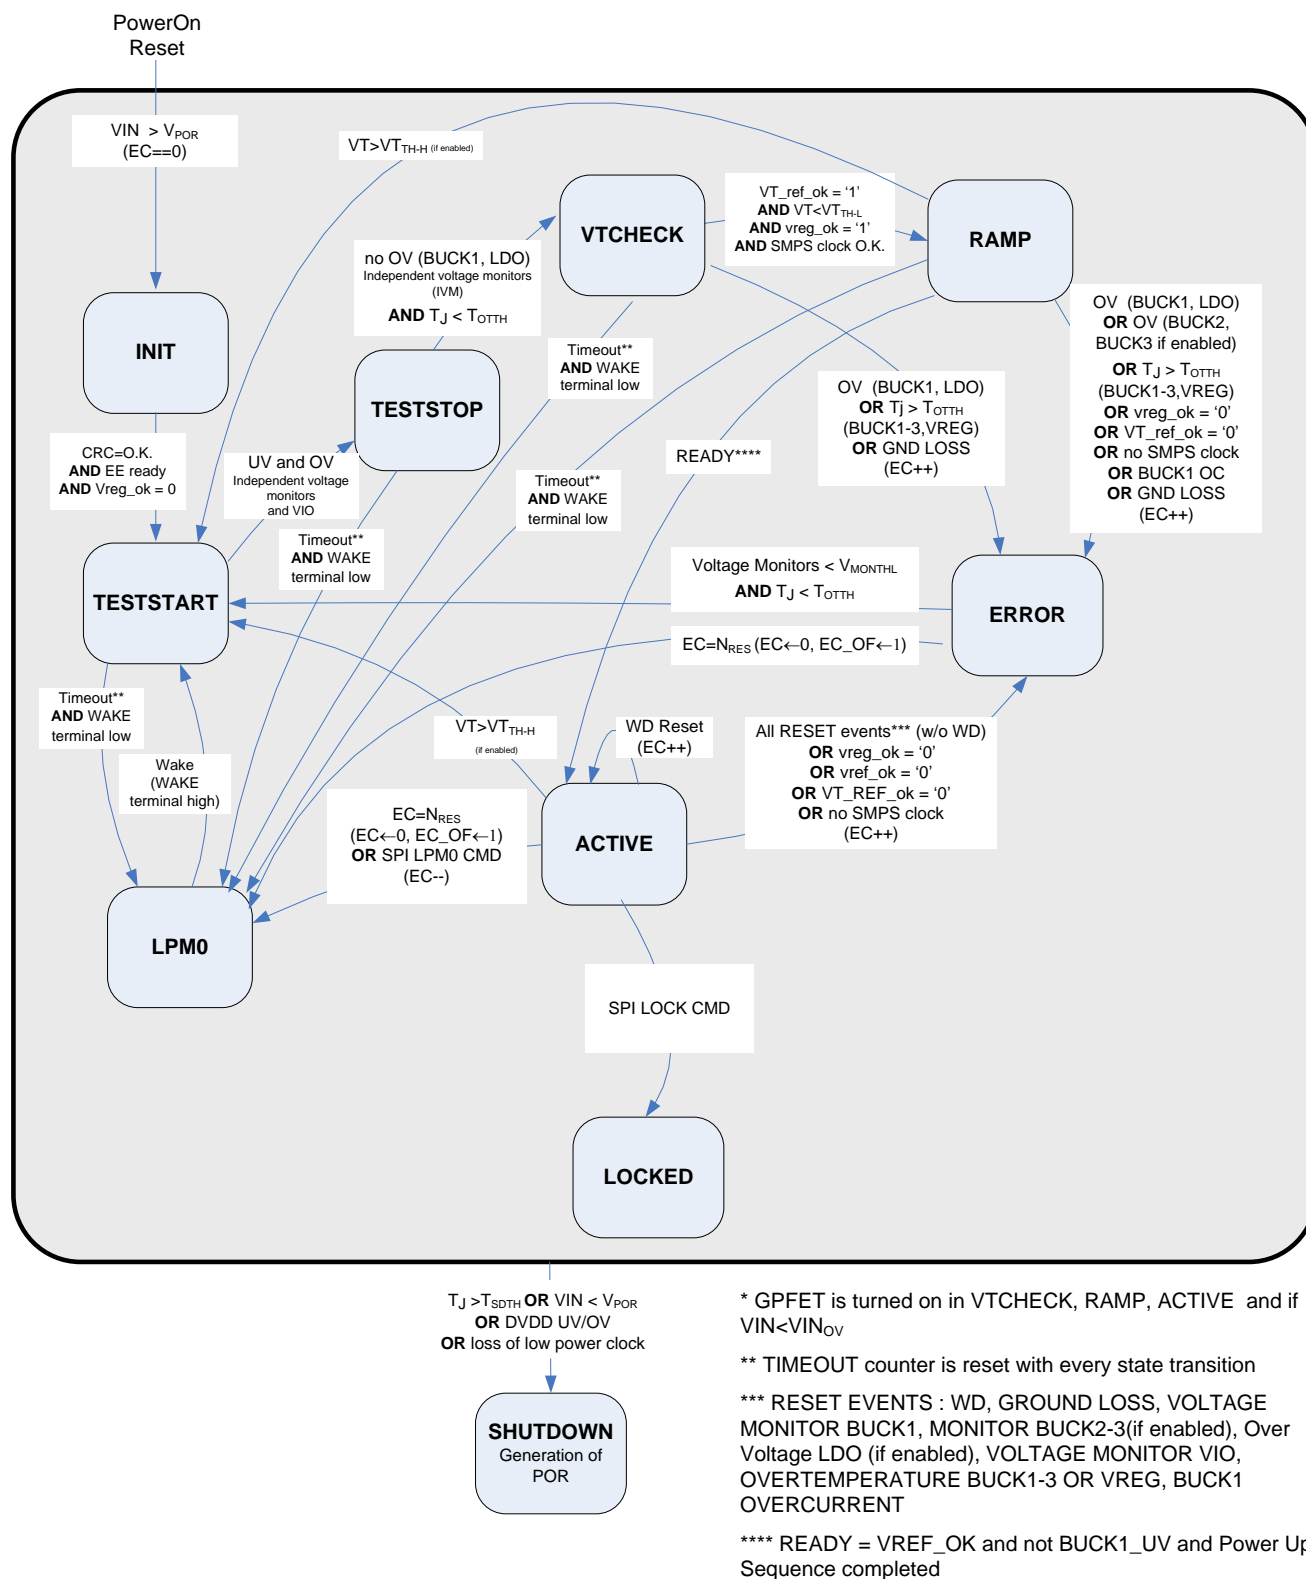 PowerOn
Reset
VIN > VPOR
(EC==0)
VT>VTTH-H (if enabled)
VTCHECK
VT_ref_ok = ‘1’
AND VT<VTTH-L
AND vreg_ok = ‘1’
AND SMPS clock O.K.
RAMP
no OV (BUCK1, LDO)
Independent voltage monitors
(IVM)
AND TJ < TOTTH
INIT
TESTSTOP
Timeout**
AND WAKE
terminal low
OV (BUCK1, LDO)
OR OV (BUCK2,
BUCK3 if enabled)
OR TJ > TOTTH
(BUCK1-3,VREG)
OR vreg_ok = ‘0’
OR VT_ref_ok = ‘0’
OR no SMPS clock
OR BUCK1 OC
OR GND LOSS
(EC++)
OV (BUCK1, LDO)
OR Tj > TOTTH
(BUCK1-3,VREG)
OR GND LOSS
(EC++)
CRC=O.K.
AND EE ready
AND Vreg_ok = 0
UV and OV
Independent voltage
monitors
and VIO
READY****
Timeout**
AND WAKE
terminal low
Timeout**
AND WAKE
terminal low
TESTSTART
Voltage Monitors < VMONTHL
AND TJ < TOTTH
ERROR
EC=NRES (EC←0, EC_OF←1)
Timeout**
AND WAKE
terminal low
Wake
(WAKE
terminal high)
VT>VTTH-H
(if enabled)
WD Reset
(EC++)
All RESET events*** (w/o WD)
OR vreg_ok = ‘0’
OR vref_ok = ‘0’
OR VT_REF_ok = ‘0’
OR no SMPS clock
(EC++)
EC=NRES
(EC←0, EC_OF←1)
OR SPI LPM0 CMD
(EC--)
ACTIVE
LPM0
SPI LOCK CMD
LOCKED
TJ >TSDTH OR VIN < VPOR
OR DVDD UV/OV
OR loss of low power clock
SHUTDOWN
Generation of
POR
* GPFET is turned on in VTCHECK, RAMP, ACTIVE and if
VIN<VINOV
** TIMEOUT counter is reset with every state transition
*** RESET EVENTS : WD, GROUND LOSS, VOLTAGE
MONITOR BUCK1, MONITOR BUCK2-3(if enabled), Over
Voltage LDO (if enabled), VOLTAGE MONITOR VIO,
OVERTEMPERATURE BUCK1-3 OR VREG, BUCK1
OVERCURRENT
**** READY = VREF_OK and not BUCK1_UV and Power Up
Sequence completed